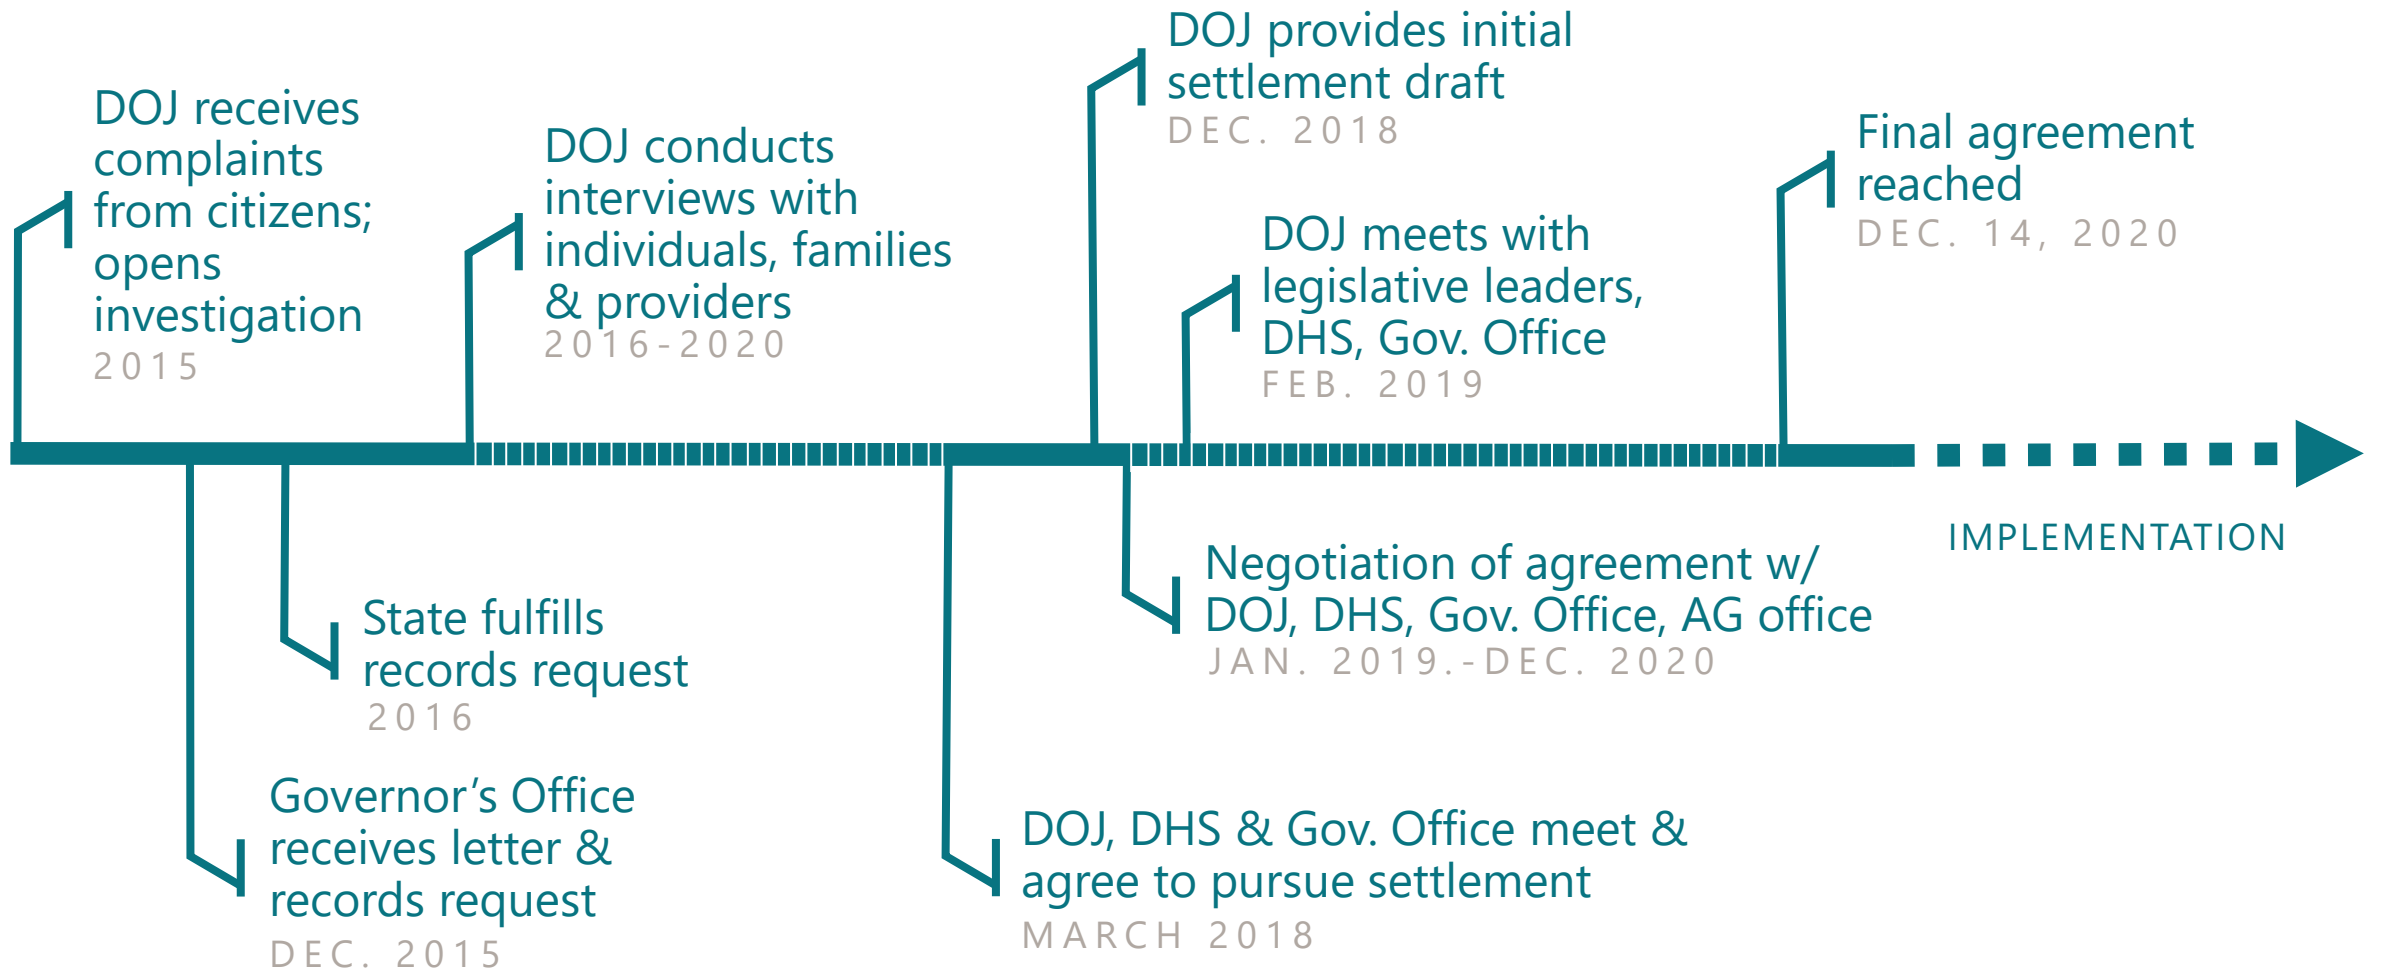 DOJ receives
complaints
from citizens;
opens
investigation
2015
DOJ conducts
interviews with
individuals, families
& providers
2016-2020
DOJ provides initial
settlement draft
DEC. 2018
DOJ meets with
legislative leaders,
DHS, Gov. Office
FEB. 2019
Final agreement
reached
DEC. 14, 2020
IMPLEMENTATION
State fulfills
records request
2016
Governor’s Office
receives letter &
records request
DEC. 2015
Negotiation of agreement w/
DOJ, DHS, Gov. Office, AG office
JAN. 2019.-DEC. 2020
DOJ, DHS & Gov. Office meet &
agree to pursue settlement
MARCH 2018